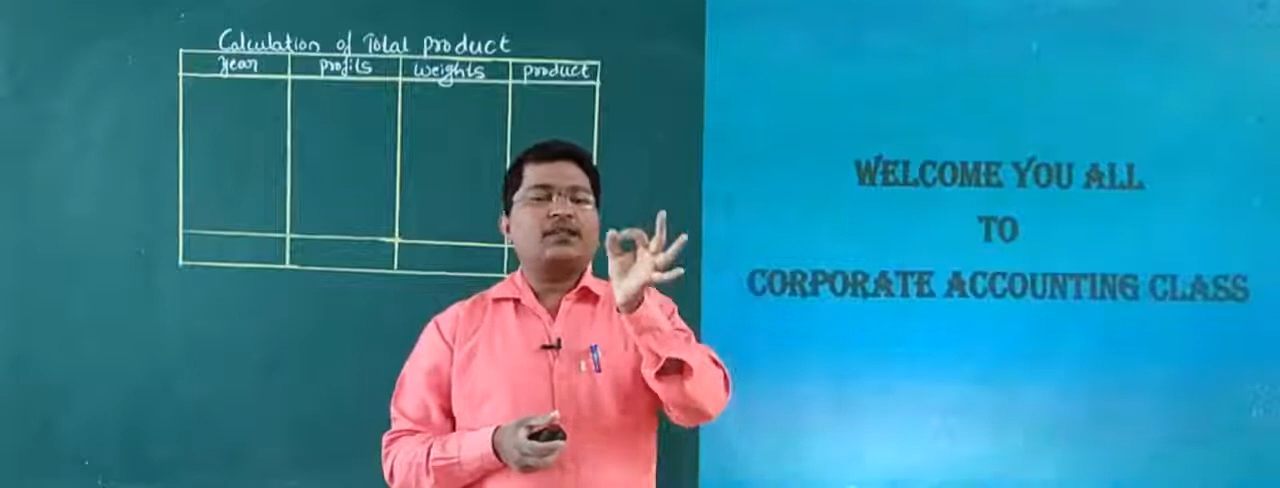 Calculation of Total product
year profits weights product
WELCOME YOU ALL
TO
CORPORATE ACCOUNTING CLASS